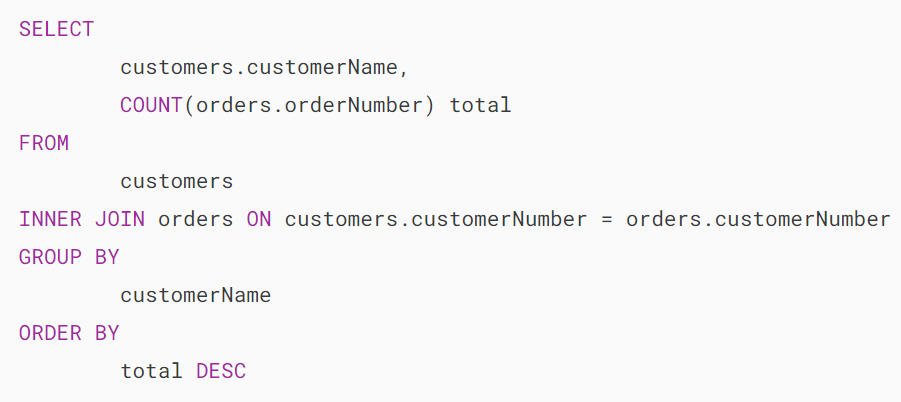 SELECT
customers.customerName,
COUNT(orders.orderNumber) total
FROM
customers
INNER JOIN orders ON customers.customerNumber = orders.customerNumber
GROUP BY
customerName
ORDER BY
total DESC